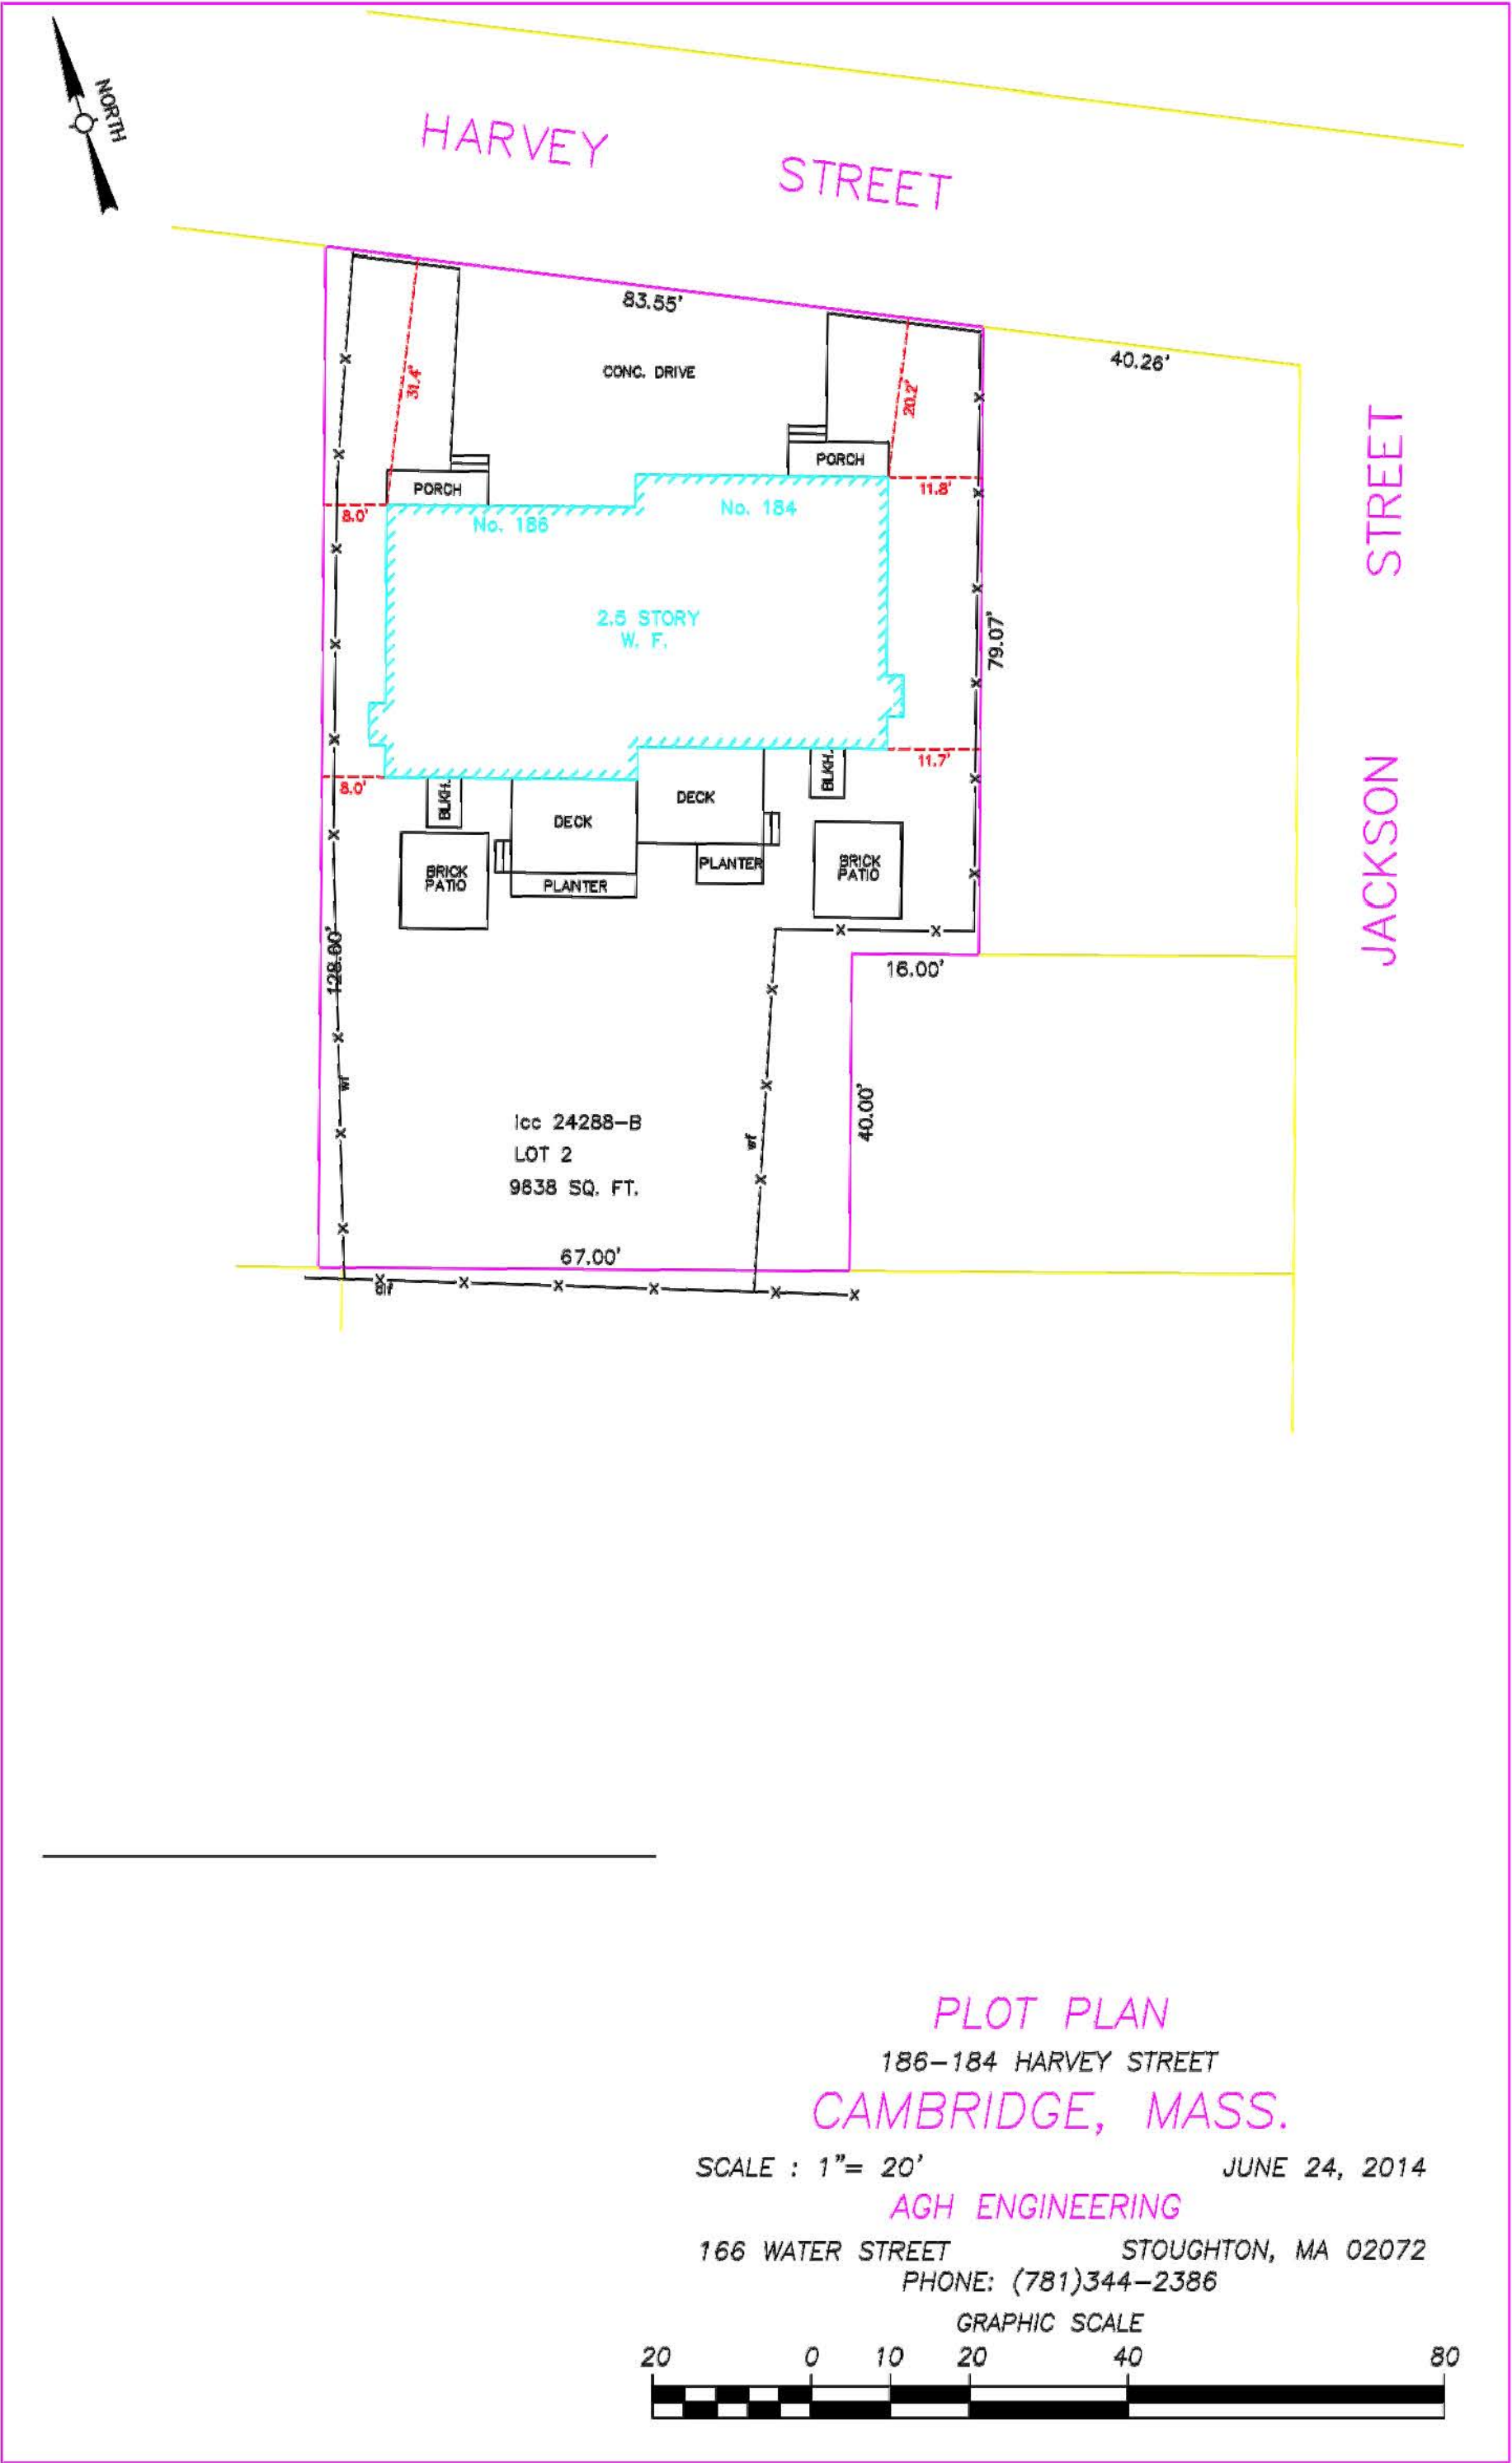 NORTH
HARVEY STREET
83.55'
40.26'
CONC. DRIVE
31.4'
20.2'
PORCH
PORCH
8.0'
11.8'
No. 186
No. 184
JACKSON STREET
2.5 STORY
W. F.
79.07'
8.0'
11.7'
BLKH.
BLKH.
DECK
DECK
PLANTER
PLANTER
BRICK
PATIO
BRICK
PATIO
128.60'
16.00'
40.00'
wf
wf
lcc 24288-B
LOT 2
9838 SQ. FT.
67.00'
PLOT PLAN
186-184 HARVEY STREET
CAMBRIDGE, MASS.
SCALE : 1"= 20' JUNE 24, 2014
AGH ENGINEERING
166 WATER STREET STOUGHTON, MA 02072
PHONE: (781)344-2386
GRAPHIC SCALE
20 0 10 20 40 80